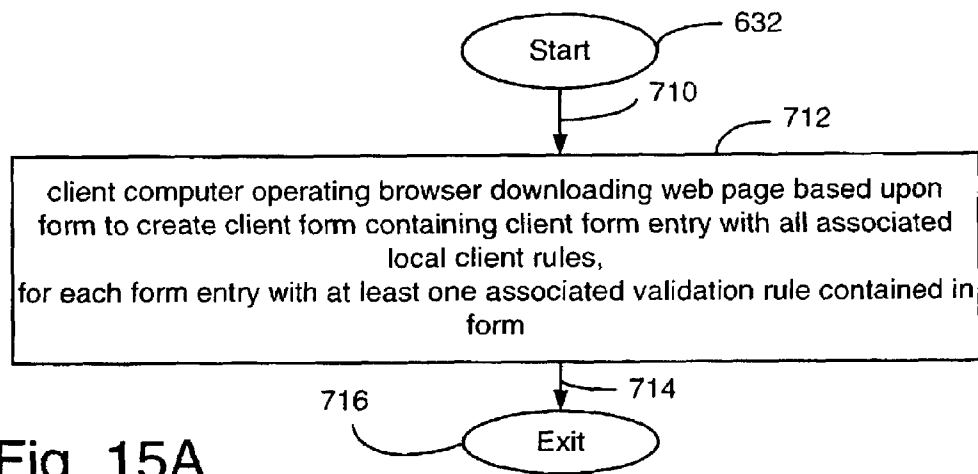 Start
632
710
712
client computer operating browser downloading web page based upon
form to create client form containing client form entry with all associated
local client rules,
for each form entry with at least one associated validation rule contained in
form
714
716
Exit
Fig. 15A